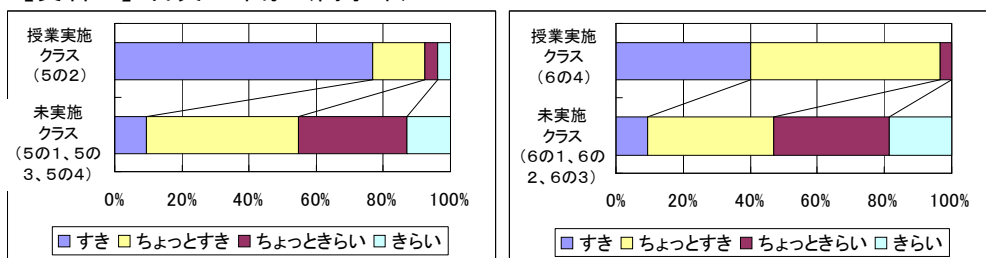 授業実施
クラス
(5の2)
未実施
クラス
(5の1、5の
3、5の4)
0% 20% 40% 60% 80% 100%
すき ちょっとすき ちょっときらい きらい
授業実施
クラス
(6の4)
未実施
クラス
(6の1、6の
2、6の3)
0% 20% 40% 60% 80% 100%
すき ちょっとすき ちょっときらい きらい